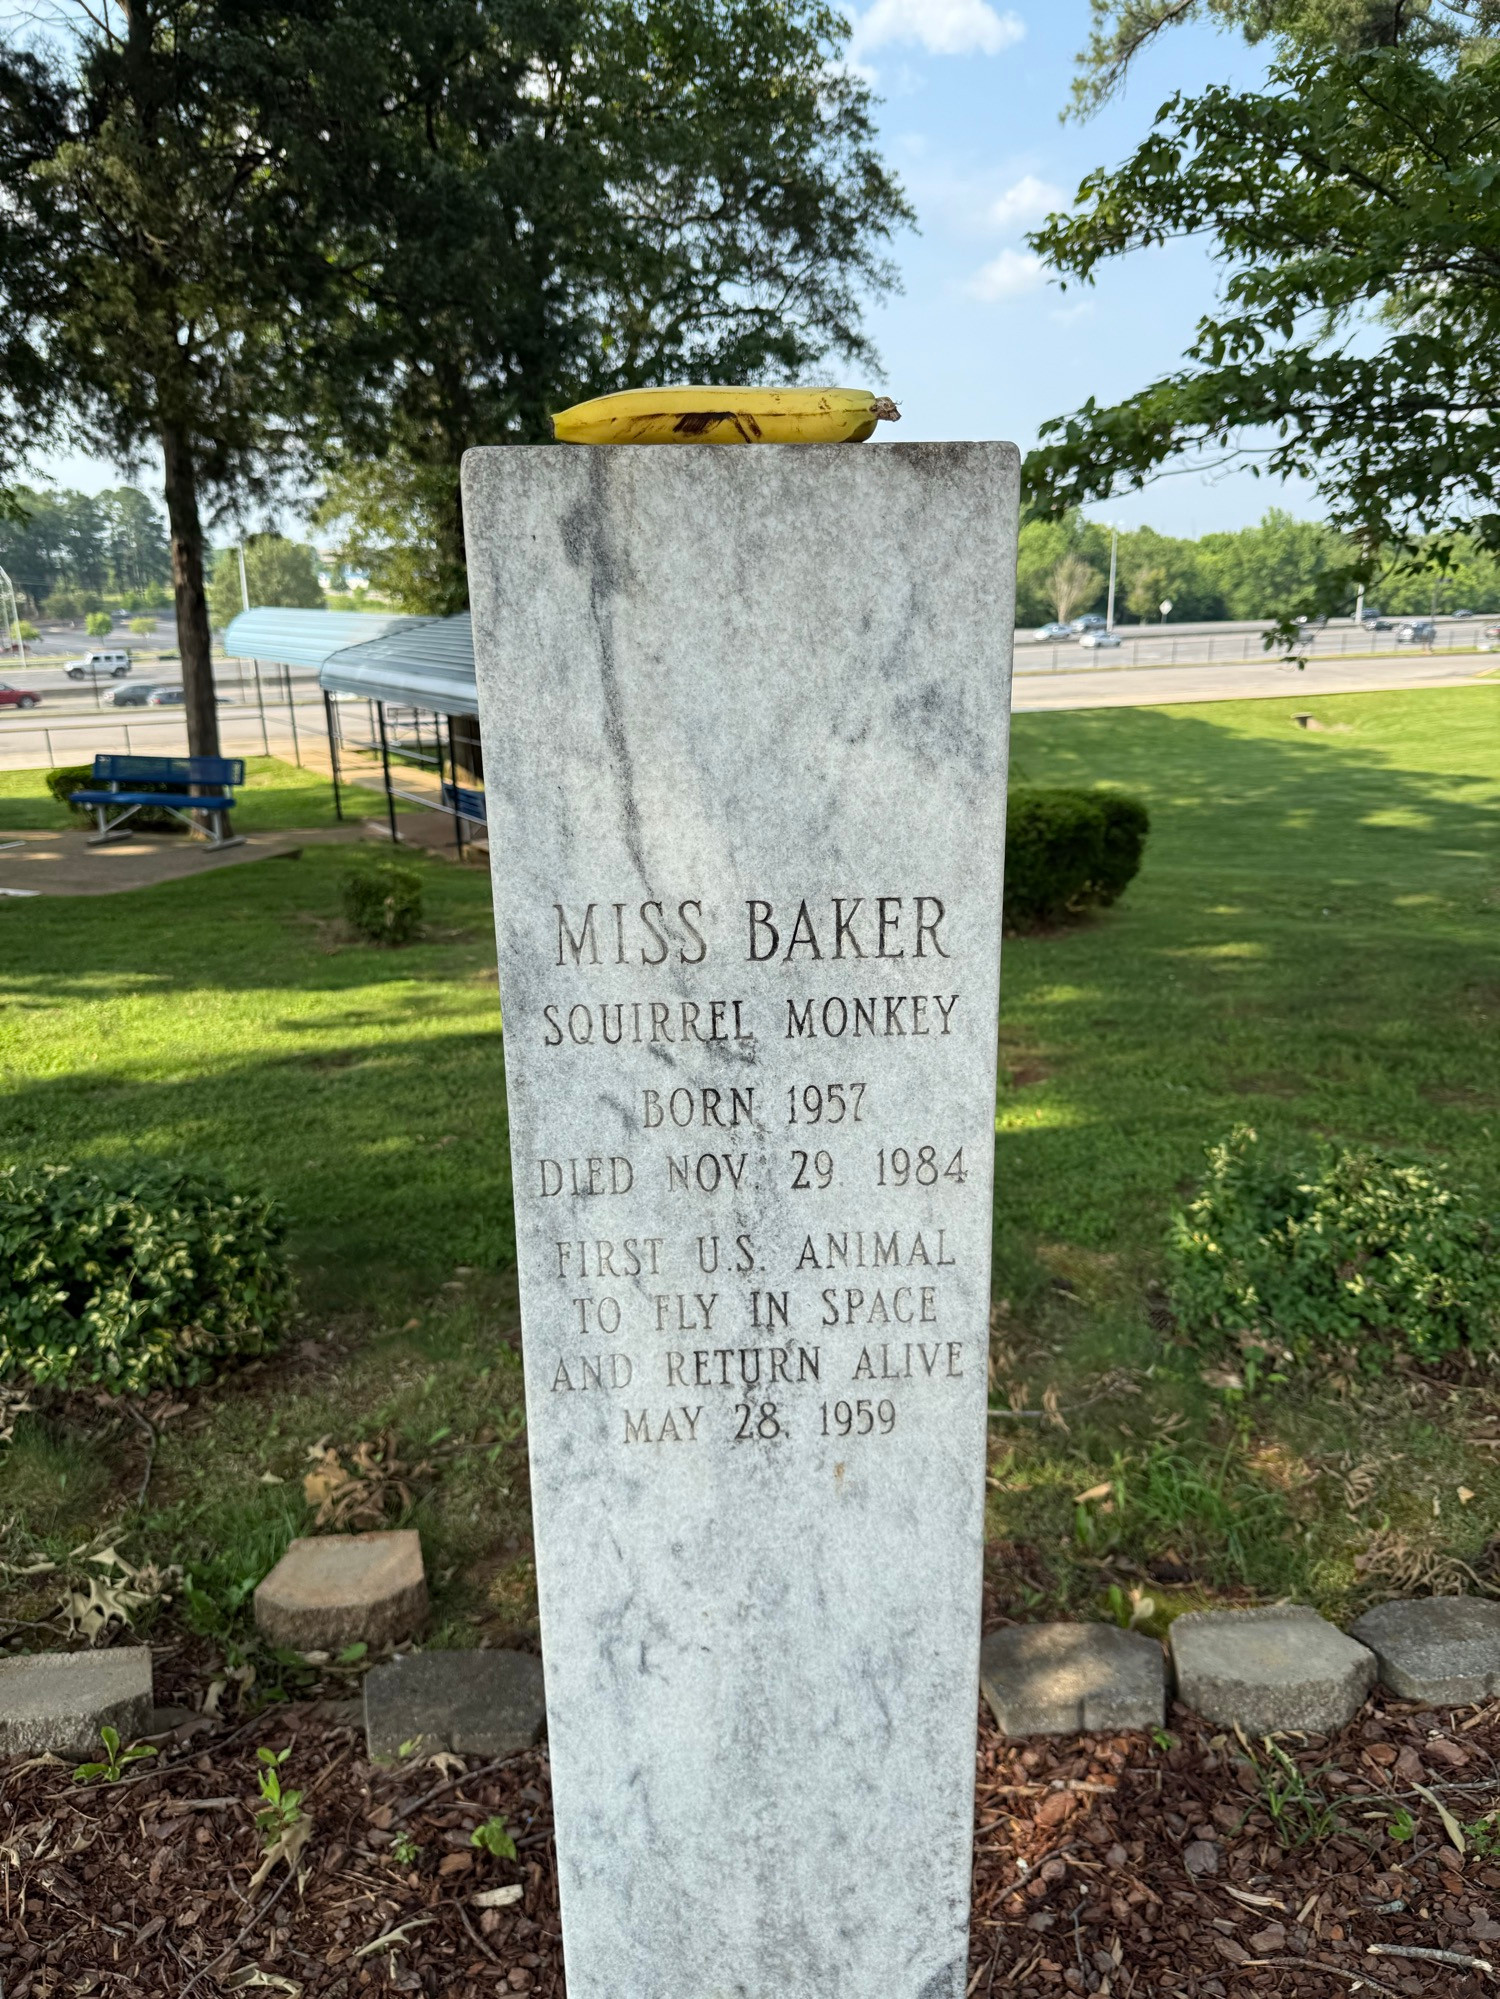 MISS BAKER
SQUIRREL MONKEY
BORN 1957
DIED NOV. 29 1984
FIRST U.S. ANIMAL
TO FLY IN SPACE
AND RETURN ALIVE
MAY 28, 1959